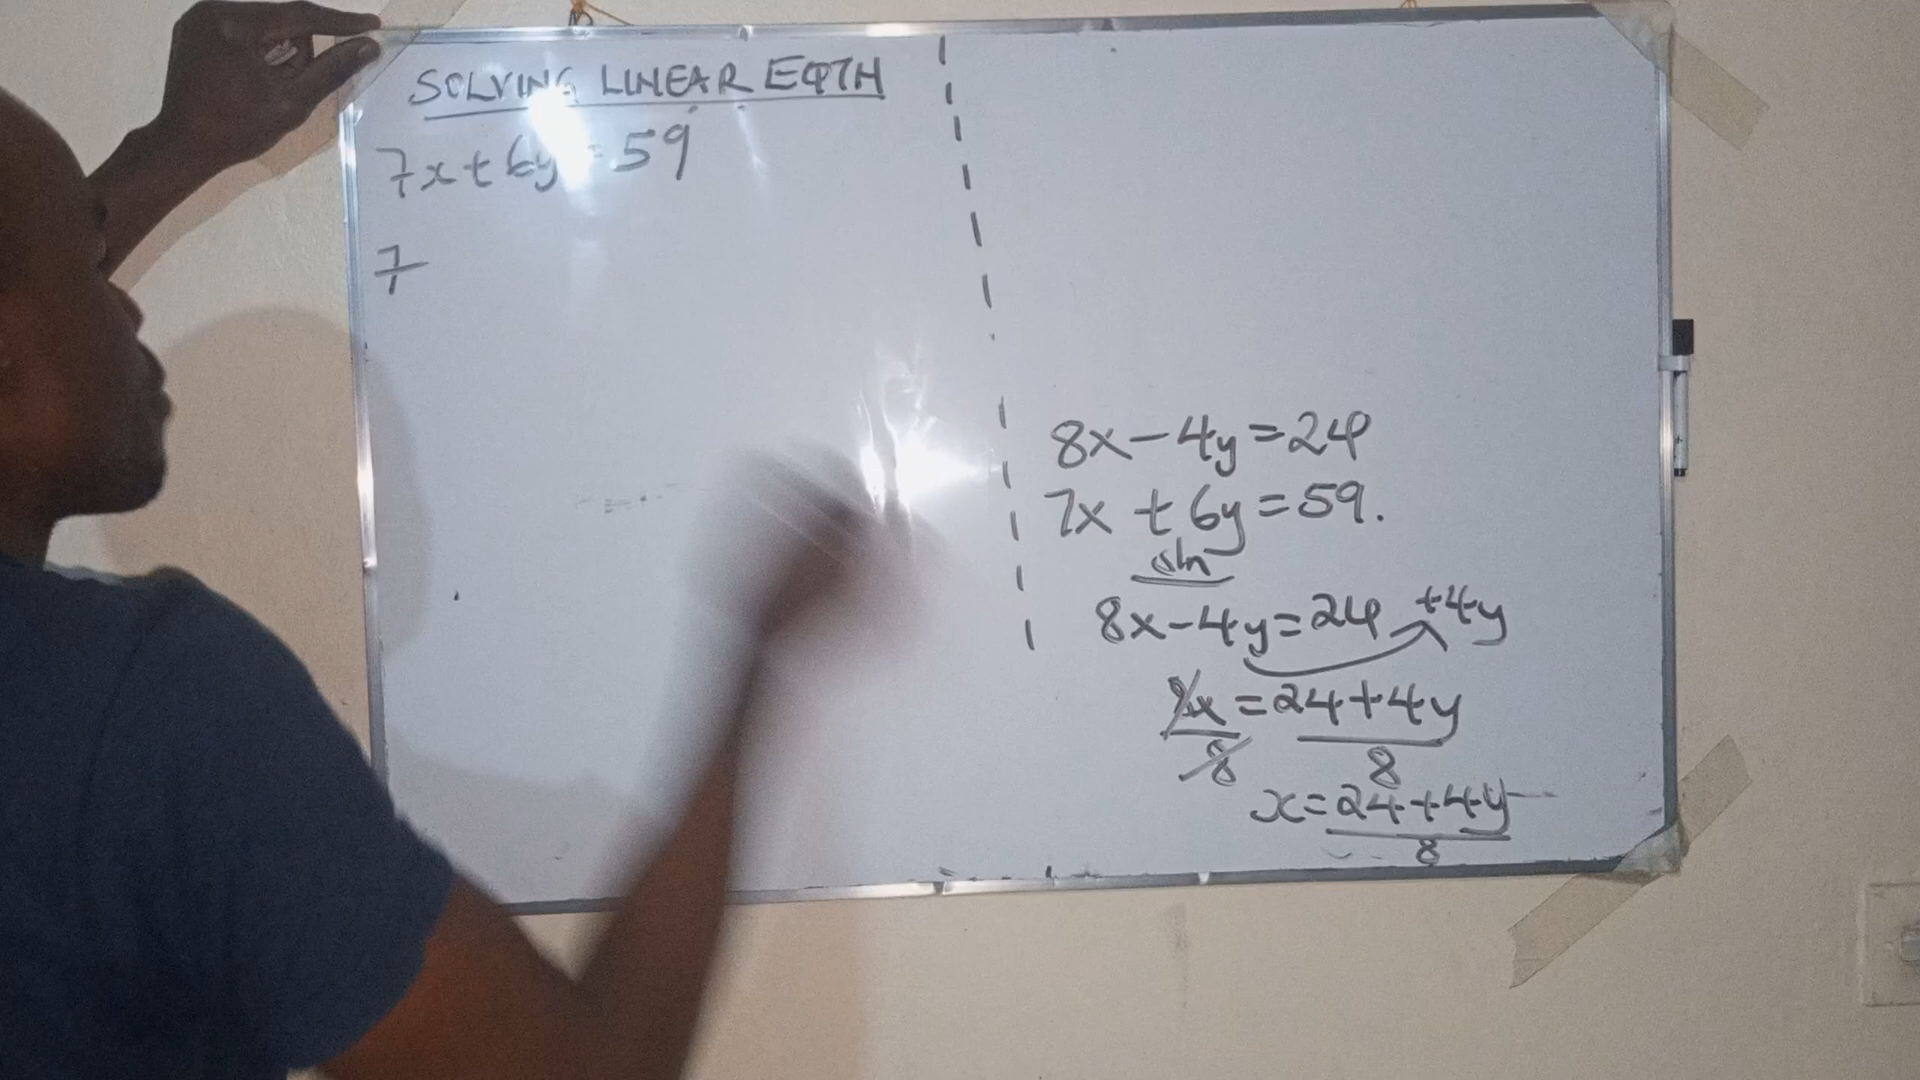 SOLVING LINEAR EQTN
7x + 6y = 59
7
8x - 4y = 24
7x + 6y = 59.
sln
8x - 4y = 24 +4y
8x = 24 + 4y
8 8
x = 24 + 4y
8